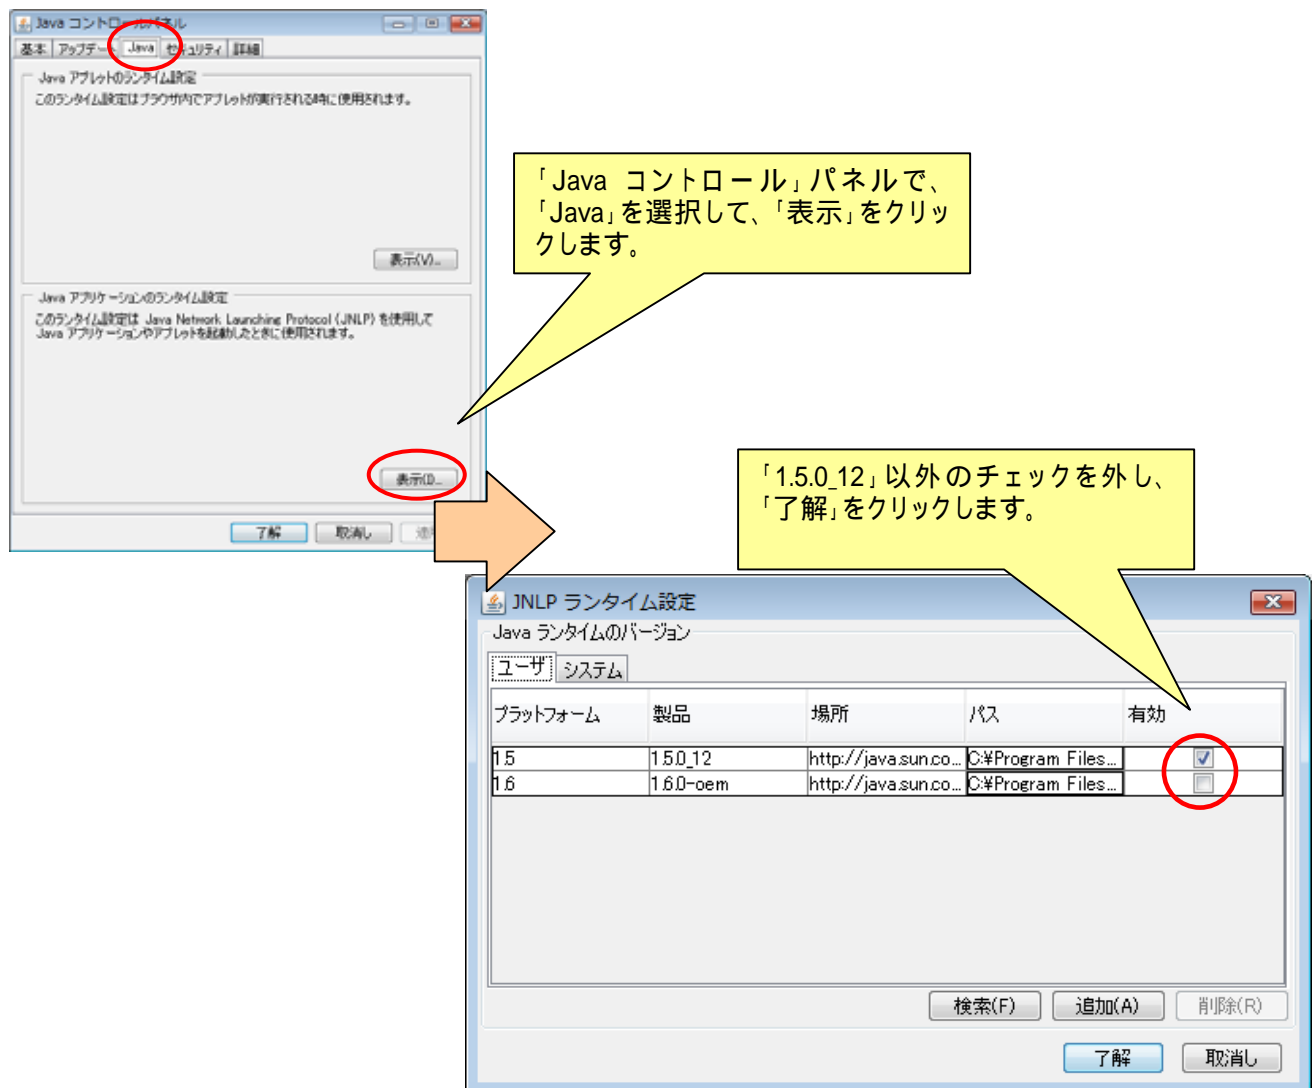 Java コントロールパネル
基本 アップデート Java セキュリティ 詳細
Java アプレットのランタイム設定
このランタイム設定はブラウザ内でアプレットが実行される時に使用されます。
表示(V)...
Java アプリケーションのランタイム設定
このランタイム設定は Java Network Launching Protocol (JNLP) を使用して
Java アプリケーションやアプレットを起動したときに使用されます。
表示(I)...
了解 取消し
「Java コントロール」パネルで、
「Java」を選択して、「表示」をクリッ
クします。
「1.5.0_12」以外のチェックを外し、
「了解」をクリックします。
JNLP ランタイム設定
Java ランタイムのバージョン
ユーザ システム
プラットフォーム 製品 場所 パス 有効
1.5 1.5.0_12 http://java.sun.co... C:¥Program Files...
1.6 1.6.0-oem http://java.sun.co... C:¥Program Files...
検索(F) 追加(A) 削除(R)
了解 取消し